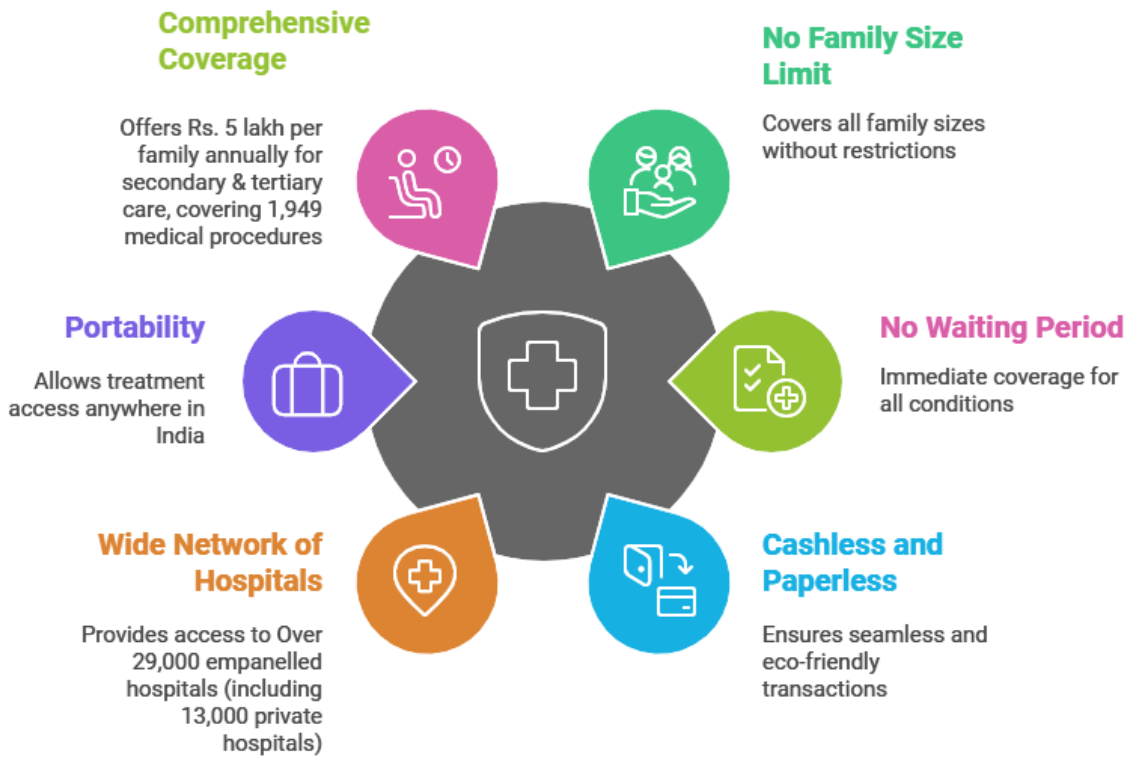 Comprehensive
Coverage
Offers Rs. 5 lakh per
family annually for
secondary & tertiary
care, covering 1,949
medical procedures
No Family Size
Limit
Covers all family sizes
without restrictions
Portability
Allows treatment
access anywhere in
India
No Waiting Period
Immediate coverage for
all conditions
Wide Network of
Hospitals
Provides access to Over
29,000 empanelled
hospitals (including
13,000 private
hospitals)
Cashless and
Paperless
Ensures seamless and
eco-friendly
transactions